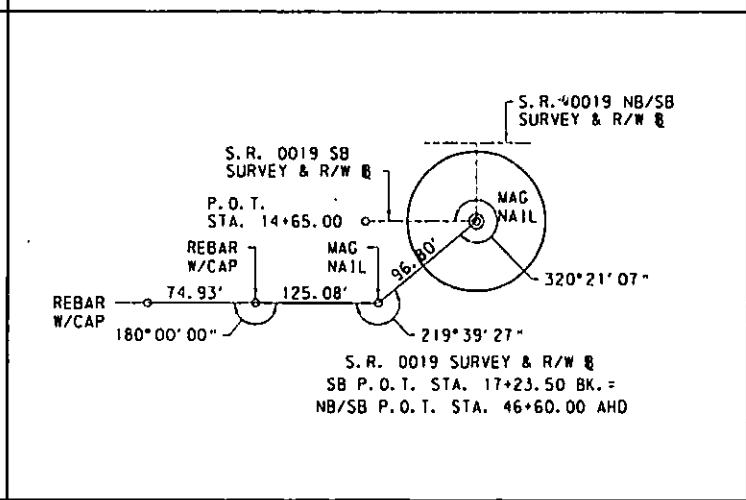 S.R. 0019 NB/SB
SURVEY & R/W ℄
S.R. 0019 SB
SURVEY & R/W ℄
P.O.T.
STA. 14+65.00
MAG
NAIL
REBAR
W/CAP
MAG
NAIL
96.80'
320°21'07"
REBAR
W/CAP
74.93'
125.08'
180°00'00"
219°39'27"
S.R. 0019 SURVEY & R/W ℄
SB P.O.T. STA. 17+23.50 BK.=
NB/SB P.O.T. STA. 46+60.00 AHD